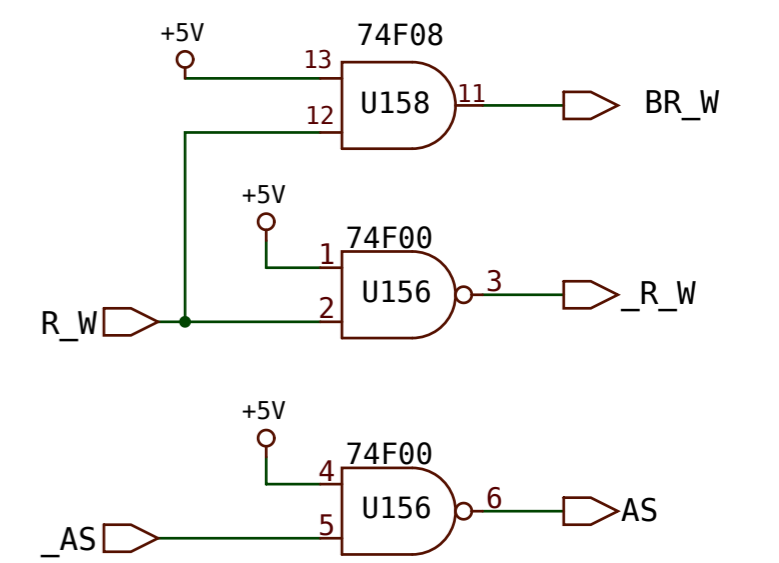 +5V
74F08
13
U158
11
BR_W
12
+5V
74F00
1
U156
3
_R_W
2
R_W
+5V
74F00
4
U156
6
AS
5
_AS